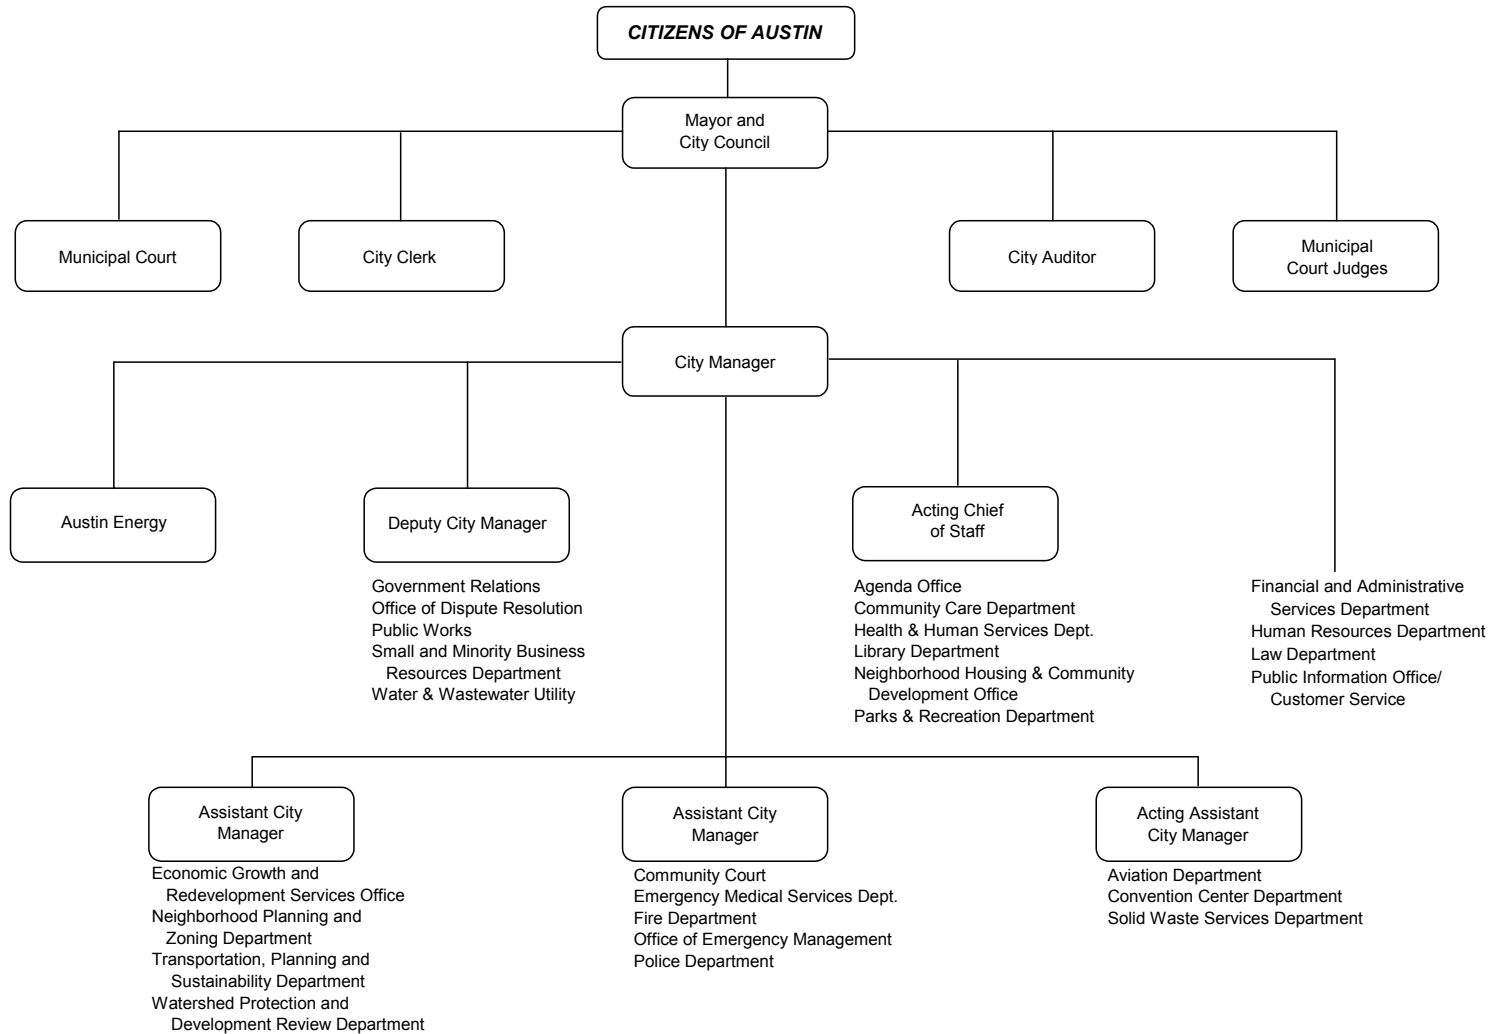 CITIZENS OF AUSTIN
Mayor and
City Council
Municipal Court
City Clerk
City Auditor
Municipal
Court Judges
City Manager
Austin Energy
Deputy City Manager
Government Relations
Office of Dispute Resolution
Public Works
Small and Minority Business
Resources Department
Water & Wastewater Utility
Acting Chief
of Staff
Agenda Office
Community Care Department
Health & Human Services Dept.
Library Department
Neighborhood Housing & Community
Development Office
Parks & Recreation Department
Financial and Administrative
Services Department
Human Resources Department
Law Department
Public Information Office/
Customer Service
Assistant City
Manager
Economic Growth and
Redevelopment Services Office
Neighborhood Planning and
Zoning Department
Transportation, Planning and
Sustainability Department
Watershed Protection and
Development Review Department
Assistant City
Manager
Community Court
Emergency Medical Services Dept.
Fire Department
Office of Emergency Management
Police Department
Acting Assistant
City Manager
Aviation Department
Convention Center Department
Solid Waste Services Department